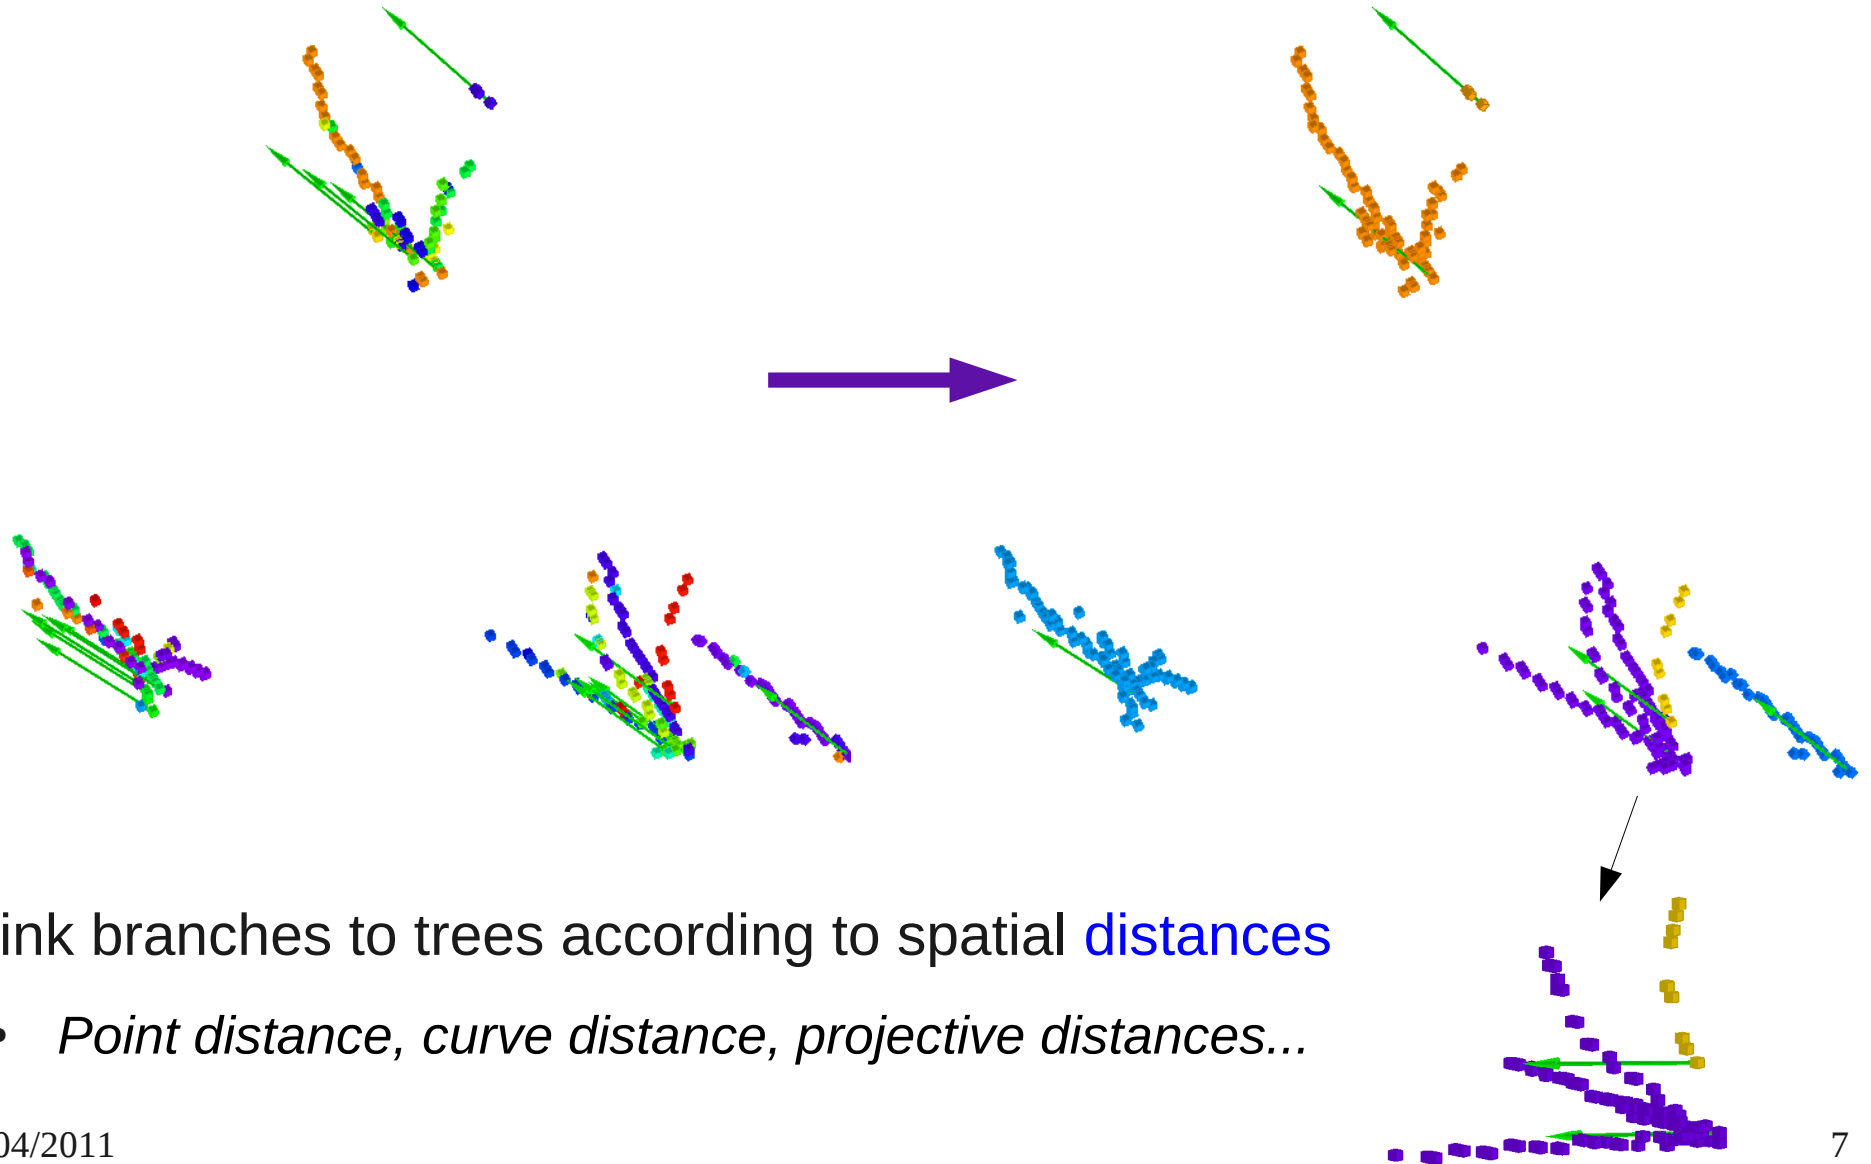 ink branches to trees according to spatial distances
• Point distance, curve distance, projective distances...
04/2011
7